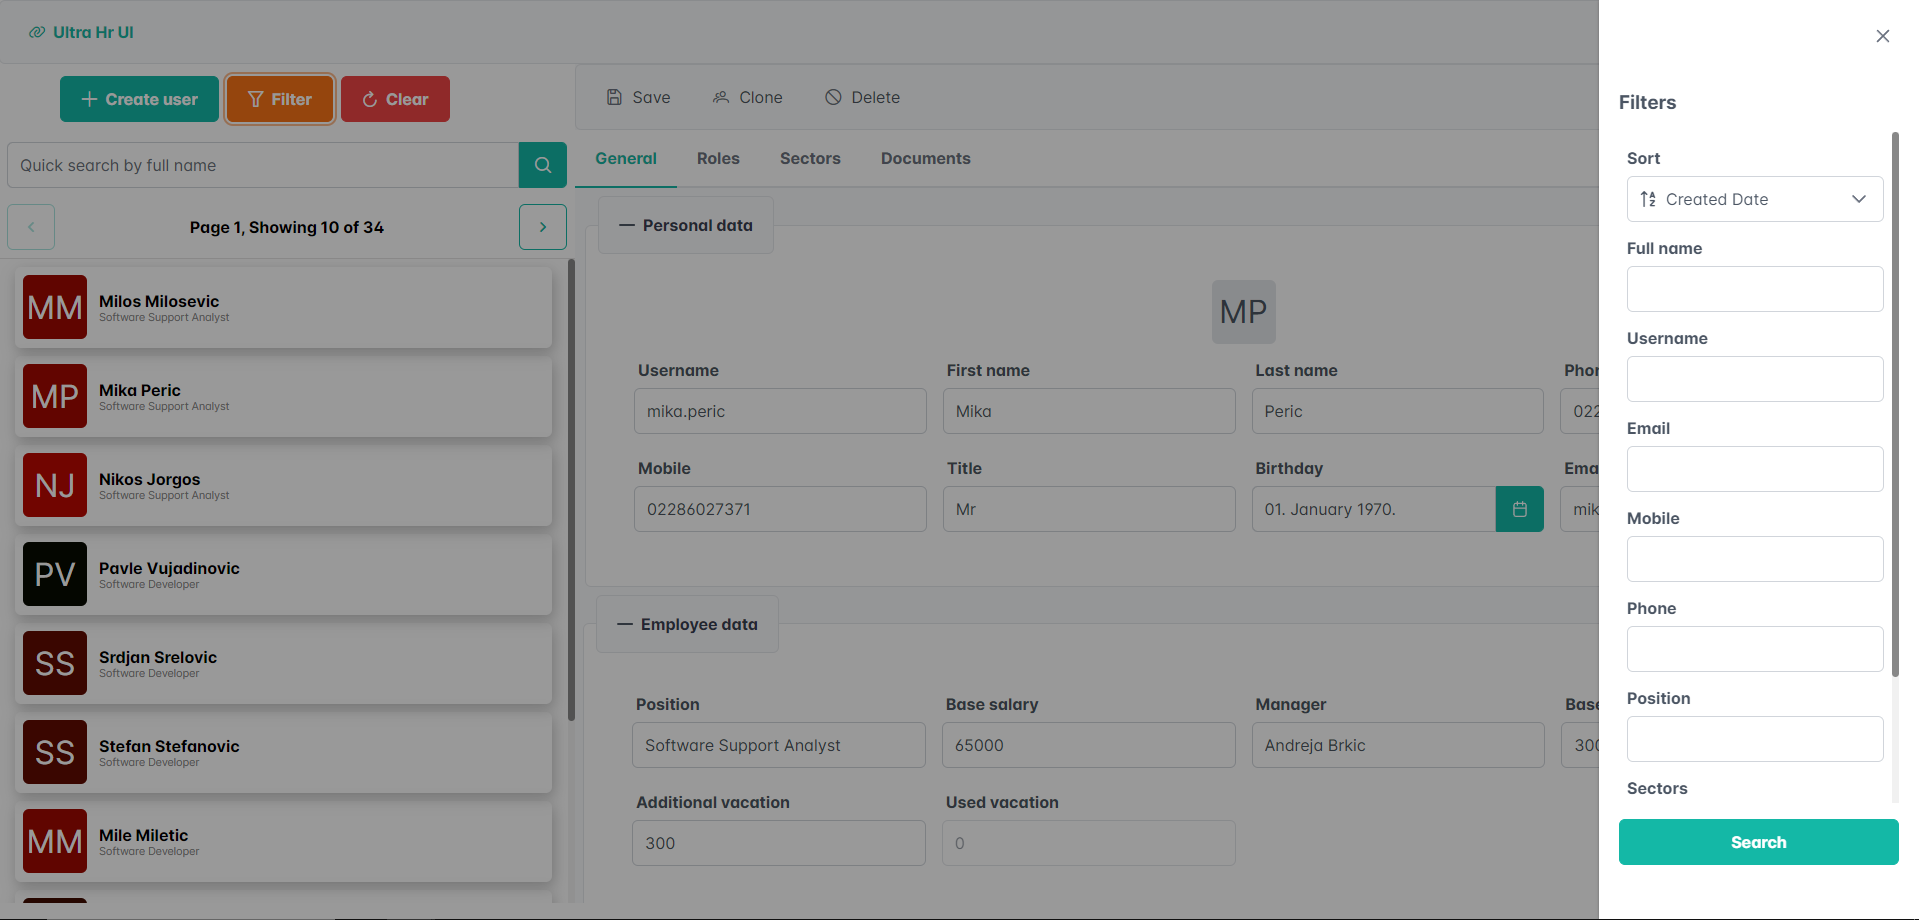 Ultra Hr UI
Create user
Filter
Clear
Quick search by full name
Page 1, Showing 10 of 34
MM
Milos Milosevic
Software Support Analyst
MP
Mika Peric
Software Support Analyst
NJ
Nikos Jorgos
Software Support Analyst
PV
Pavle Vujadinovic
Software Developer
SS
Srdjan Srelovic
Software Developer
SS
Stefan Stefanovic
Software Developer
MM
Mile Miletic
Software Developer
Save
Clone
Delete
General
Roles
Sectors
Documents
— Personal data
MP
Username
First name
Last name
Phor
mika.peric
Mika
Peric
022
Mobile
Title
Birthday
Ema
02286027371
Mr
01. January 1970.
mik
— Employee data
Position
Base salary
Manager
Base
Software Support Analyst
65000
Andreja Brkic
300
Additional vacation
Used vacation
300
0
Filters
Sort
Created Date
Full name
Username
Email
Mobile
Phone
Position
Sectors
Search